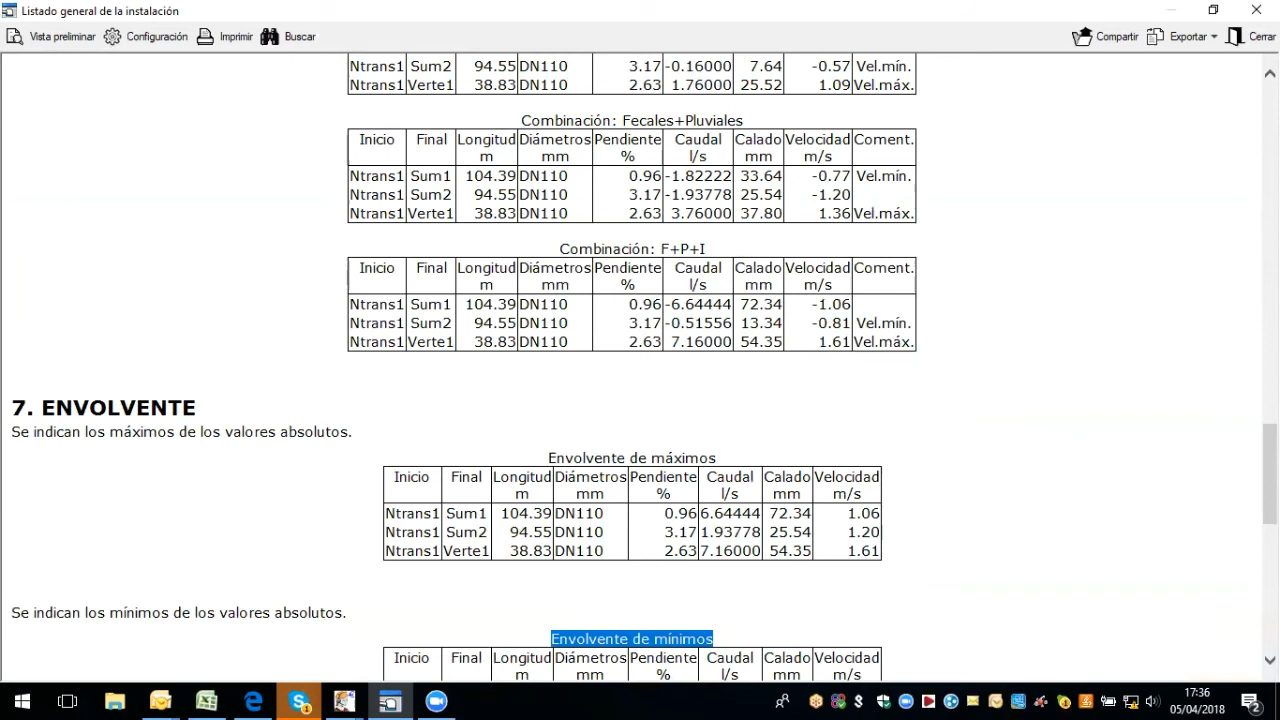 Listado general de la instalación
Vista preliminar Configuración Imprimir Buscar Compartir Exportar Cerrar
Ntrans1 Sum2 94.55 DN110 3.17 -0.16000 7.64 -0.57 Vel.mín.
Ntrans1 Verte1 38.83 DN110 2.63 1.76000 25.52 1.09 Vel.máx.
Combinación: Fecales+Pluviales
Inicio Final Longitud Diámetros Pendiente Caudal Calado Velocidad Coment.
m mm % l/s mm m/s
Ntrans1 Sum1 104.39 DN110 0.96 -1.82222 33.64 -0.77 Vel.mín.
Ntrans1 Sum2 94.55 DN110 3.17 -1.93778 25.54 -1.20
Ntrans1 Verte1 38.83 DN110 2.63 3.76000 37.80 1.36 Vel.máx.
Combinación: F+P+I
Inicio Final Longitud Diámetros Pendiente Caudal Calado Velocidad Coment.
m mm % l/s mm m/s
Ntrans1 Sum1 104.39 DN110 0.96 -6.64444 72.34 -1.06
Ntrans1 Sum2 94.55 DN110 3.17 -0.51556 13.34 -0.81 Vel.mín.
Ntrans1 Verte1 38.83 DN110 2.63 7.16000 54.35 1.61 Vel.máx.
7. ENVOLVENTE
Se indican los máximos de los valores absolutos.
Envolvente de máximos
Inicio Final Longitud Diámetros Pendiente Caudal Calado Velocidad
m mm % l/s mm m/s
Ntrans1 Sum1 104.39 DN110 0.96 6.64444 72.34 1.06
Ntrans1 Sum2 94.55 DN110 3.17 1.93778 25.54 1.20
Ntrans1 Verte1 38.83 DN110 2.63 7.16000 54.35 1.61
Se indican los mínimos de los valores absolutos.
Envolvente de mínimos
Inicio Final Longitud Diámetros Pendiente Caudal Calado Velocidad
m mm % l/s mm m/s
17:36
05/04/2018